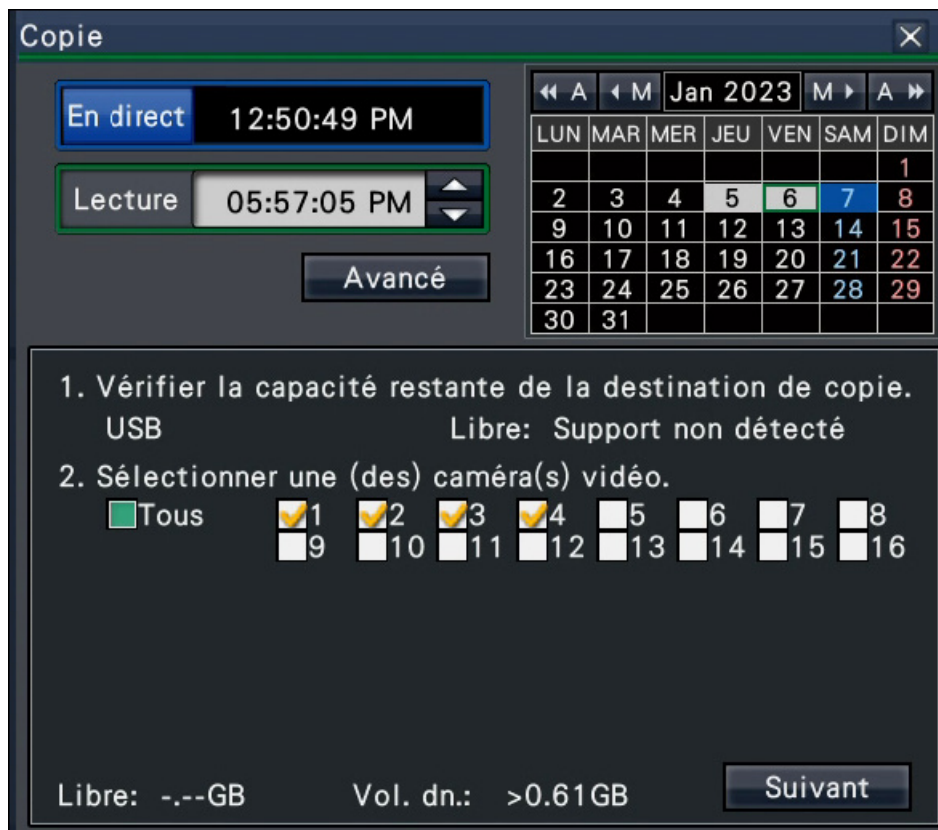 Copie
En direct 12:50:49 PM
Lecture 05:57:05 PM
Avancé
A M Jan 2023 M A
LUN MAR MER JEU VEN SAM DIM
1
2 3 4 5 6 7 8
9 10 11 12 13 14 15
16 17 18 19 20 21 22
23 24 25 26 27 28 29
30 31
1. Vérifier la capacité restante de la destination de copie.
USB Libre: Support non détecté
2. Sélectionner une (des) caméra(s) vidéo.
Tous 1 2 3 4 5 6 7 8
9 10 11 12 13 14 15 16
Libre: -.--GB Vol. dn.: >0.61GB Suivant